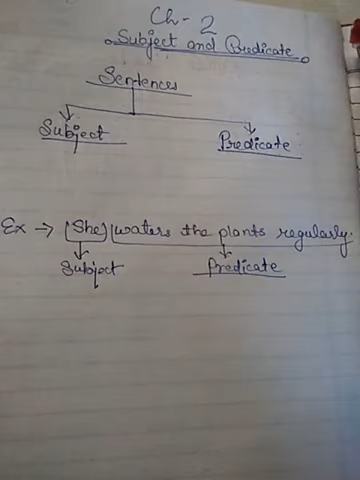 Ch-2
Subject and Predicate
Sentences
Subject Predicate
Ex → (She) waters the plants regularly.
Subject Predicate